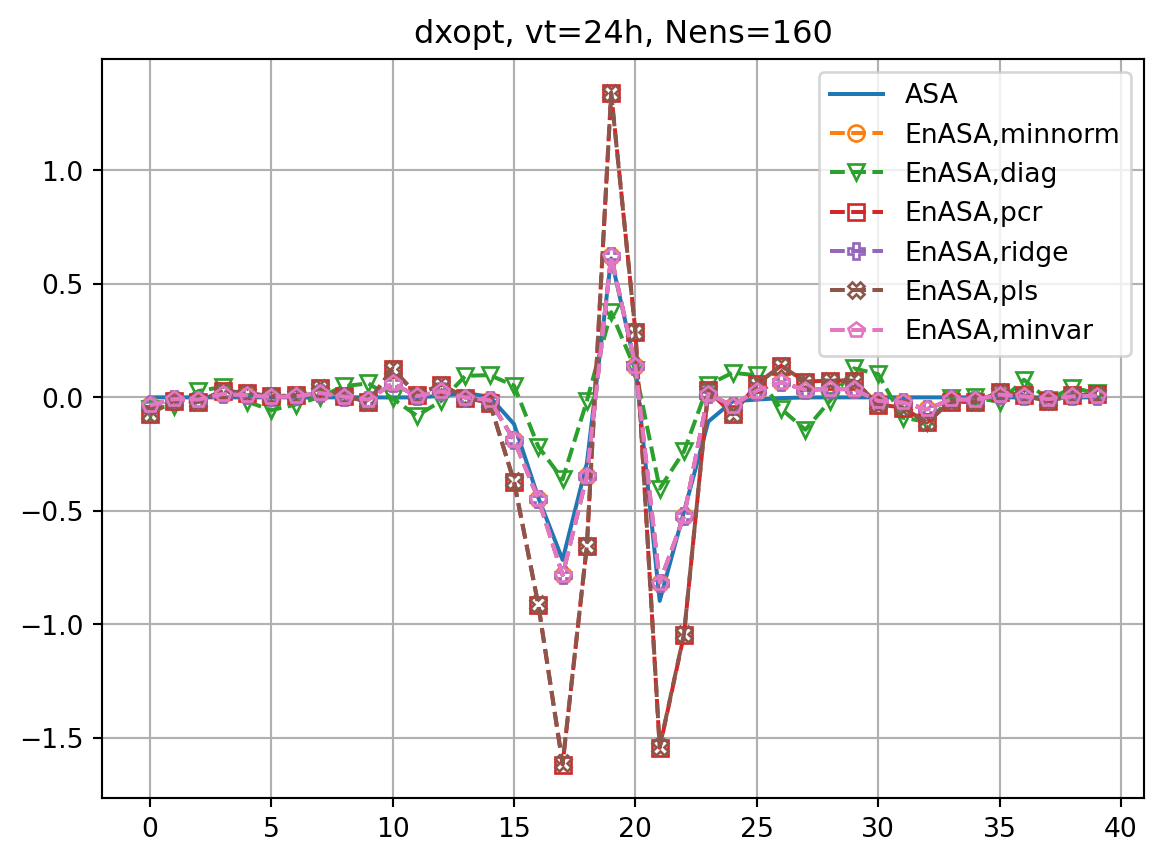 dxopt, vt=24h, Nens=160
ASA
EnASA,minnorm
EnASA,diag
EnASA,pcr
EnASA,ridge
EnASA,pls
EnASA,minvar
1.0
0.5
0.0
−0.5
−1.0
−1.5
0 5 10 15 20 25 30 35 40